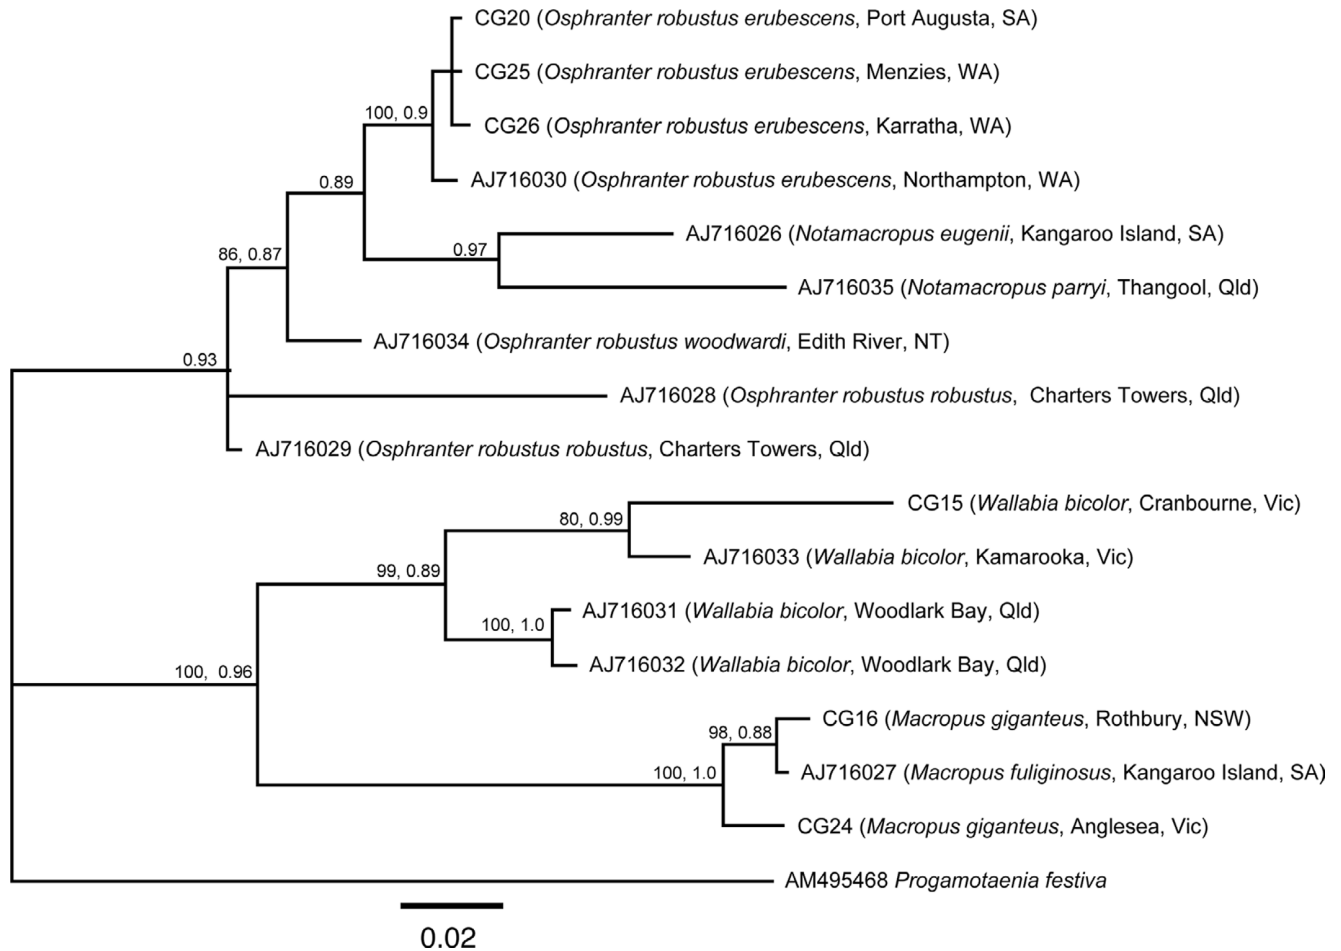 CG20 (Osphranter robustus erubescens, Port Augusta, SA)
CG25 (Osphranter robustus erubescens, Menzies, WA)
100, 0.9
CG26 (Osphranter robustus erubescens, Karratha, WA)
0.89
AJ716030 (Osphranter robustus erubescens, Northampton, WA)
AJ716026 (Notamacropus eugenii, Kangaroo Island, SA)
86, 0.87
0.97
AJ716035 (Notamacropus parryi, Thangool, Qld)
AJ716034 (Osphranter robustus woodwardi, Edith River, NT)
0.93
AJ716028 (Osphranter robustus robustus, Charters Towers, Qld)
AJ716029 (Osphranter robustus robustus, Charters Towers, Qld)
CG15 (Wallabia bicolor, Cranbourne, Vic)
80, 0.99
AJ716033 (Wallabia bicolor, Kamarooka, Vic)
99, 0.89
AJ716031 (Wallabia bicolor, Woodlark Bay, Qld)
100, 1.0
AJ716032 (Wallabia bicolor, Woodlark Bay, Qld)
100, 0.96
CG16 (Macropus giganteus, Rothbury, NSW)
98, 0.88
100, 1.0
AJ716027 (Macropus fuliginosus, Kangaroo Island, SA)
CG24 (Macropus giganteus, Anglesea, Vic)
AM495468 Progamotaenia festiva
0.02